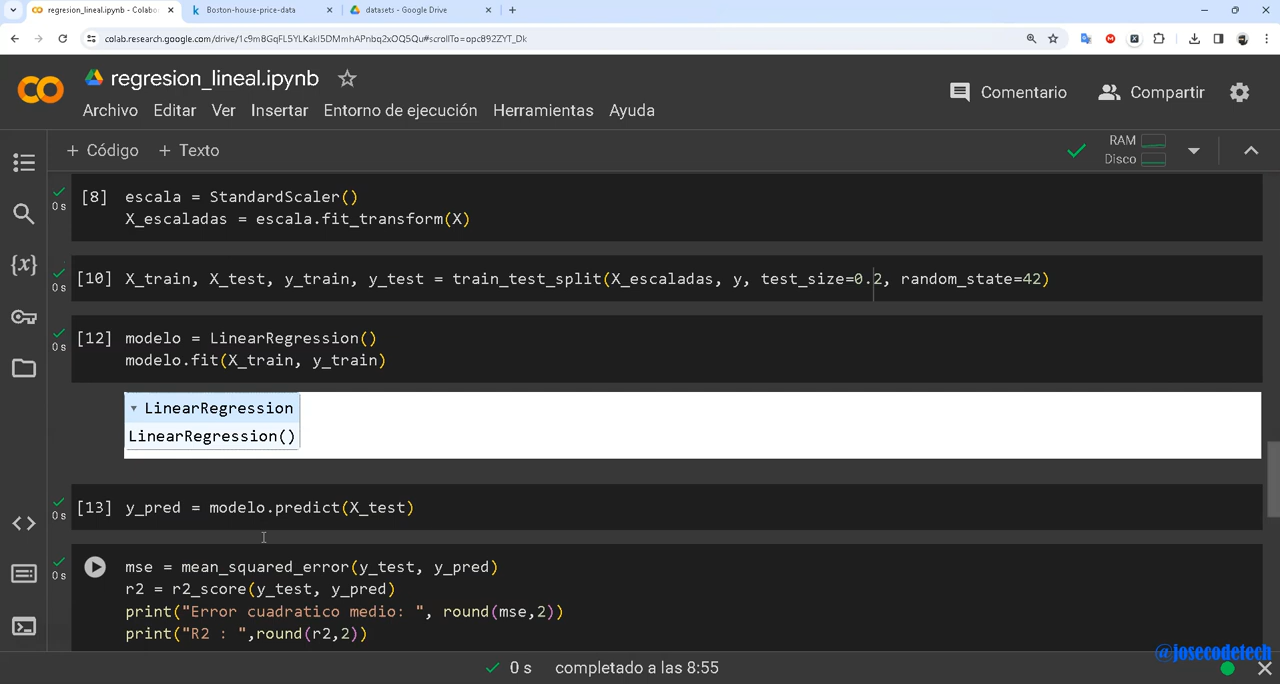 regresion_lineal.ipynb - Colabo
Boston-house-price-data
datasets - Google Drive
colab.research.google.com/drive/1c9m8GqFL5YLKakI5DMmhAPnbq2xOQ5Qu#scrollTo=opc89ZZYT_Dk
regresion_lineal.ipynb
Comentario
Compartir
Archivo Editar Ver Insertar Entorno de ejecución Herramientas Ayuda
+ Código + Texto
RAM
Disco
[8] escala = StandardScaler()
0 s
X_escaladas = escala.fit_transform(X)
[10] X_train, X_test, y_train, y_test = train_test_split(X_escaladas, y, test_size=0.2, random_state=42)
0 s
[12] modelo = LinearRegression()
0 s
modelo.fit(X_train, y_train)
LinearRegression
LinearRegression()
[13] y_pred = modelo.predict(X_test)
0 s
mse = mean_squared_error(y_test, y_pred)
0 s
r2 = r2_score(y_test, y_pred)
print("Error cuadratico medio: ", round(mse,2))
print("R2 : ",round(r2,2))
@josecodetech
0 s completado a las 8:55